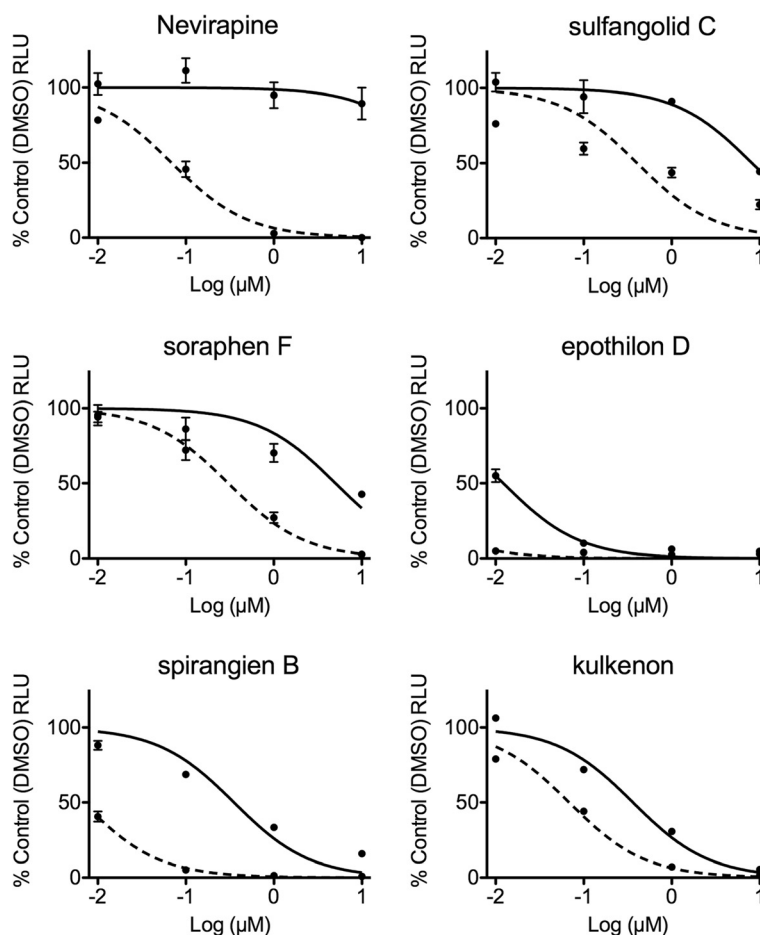 Nevirapine
% Control (DMSO) RLU
100
50
0
-2 -1 0 1
Log (µM)
sulfangolid C
% Control (DMSO) RLU
100
50
0
-2 -1 0 1
Log (µM)
soraphen F
% Control (DMSO) RLU
100
50
0
-2 -1 0 1
Log (µM)
epothilon D
% Control (DMSO) RLU
100
50
0
-2 -1 0 1
Log (µM)
spirangien B
% Control (DMSO) RLU
100
50
0
-2 -1 0 1
Log (µM)
kulkenon
% Control (DMSO) RLU
100
50
0
-2 -1 0 1
Log (µM)